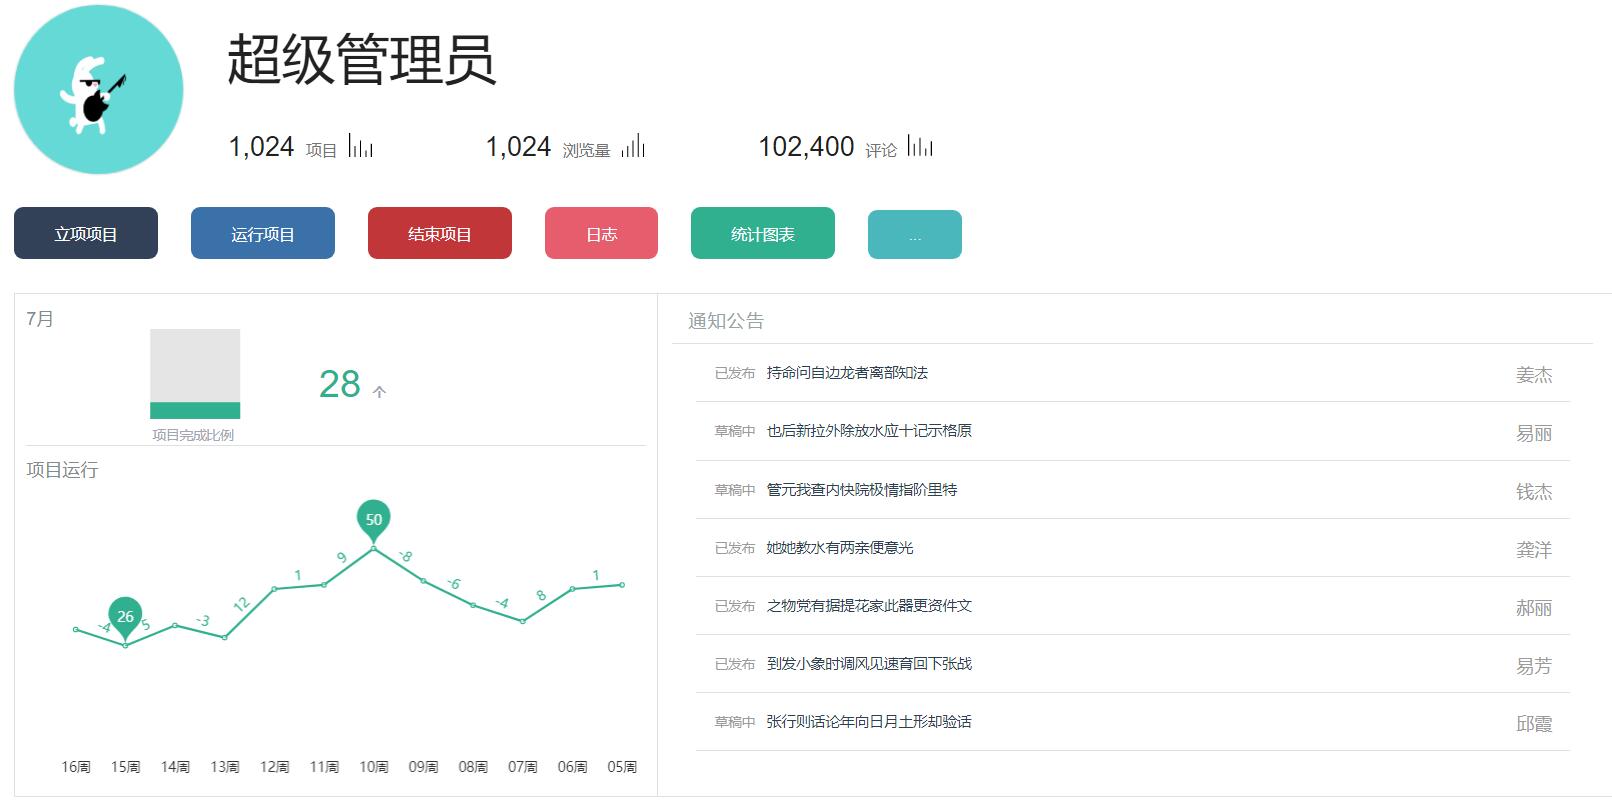 超级管理员
1,024 项目
1,024 浏览量
102,400 评论
立项项目
运行项目
结束项目
日志
统计图表
...
7月
项目完成比例
28 个
项目运行
50
26
-4
5
-3
12
1
9
-8
-6
-4
8
1
16周 15周 14周 13周 12周 11周 10周 09周 08周 07周 06周 05周
通知公告
已发布 持命问自边龙者离部知法 姜杰
草稿中 也后新拉外除放水应十记示格原 易丽
草稿中 管元我查内快院极情指阶里特 钱杰
已发布 她她教水有两亲便意光 龚洋
已发布 之物党有据提花家此器更资件文 郝丽
已发布 到发小象时调风见速育回下张战 易芳
草稿中 张行则话论年向日月土形却验话 邱霞